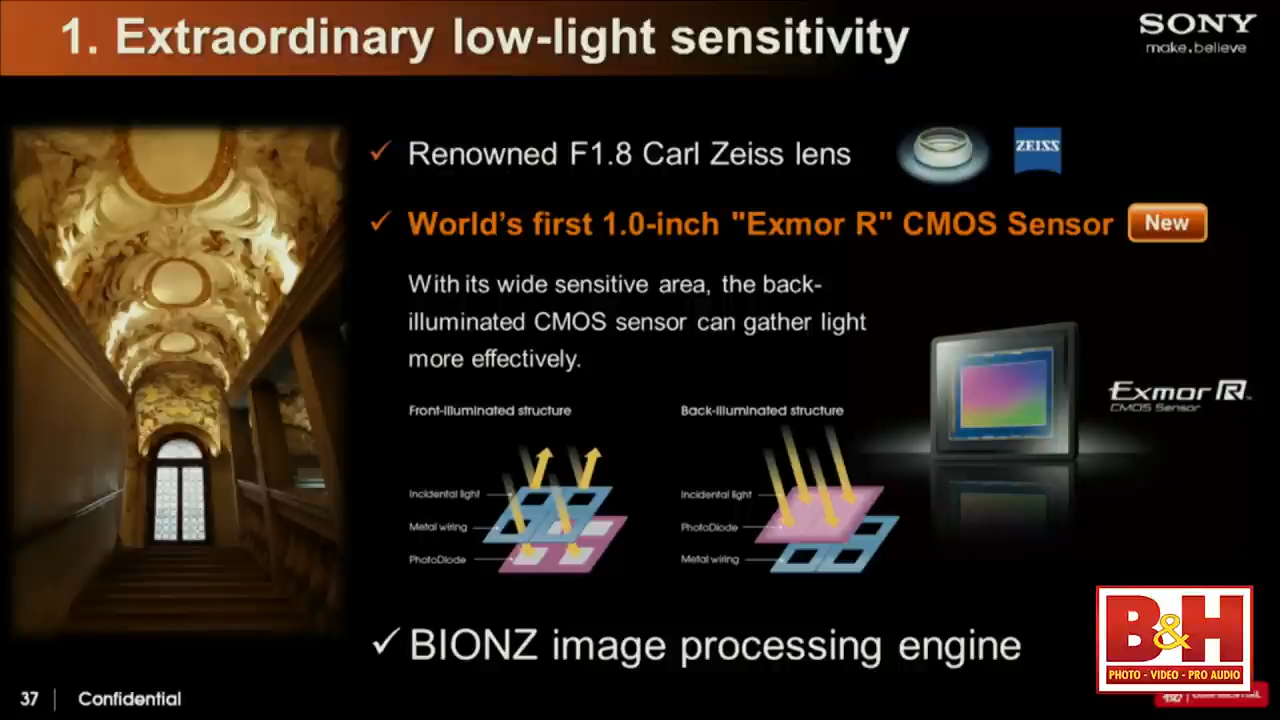 1. Extraordinary low-light sensitivity
SONY
make.believe
✓ Renowned F1.8 Carl Zeiss lens
ZEISS
✓ World's first 1.0-inch "Exmor R" CMOS Sensor
New
With its wide sensitive area, the back-
illuminated CMOS sensor can gather light
more effectively.
Exmor R™
CMOS Sensor
Front-illuminated structure
Incidental light
Metal wiring
PhotoDiode
Back-illuminated structure
Incidental light
PhotoDiode
Metal wiring
✓ BIONZ image processing engine
B&H
PHOTO - VIDEO - PRO AUDIO
37 | Confidential